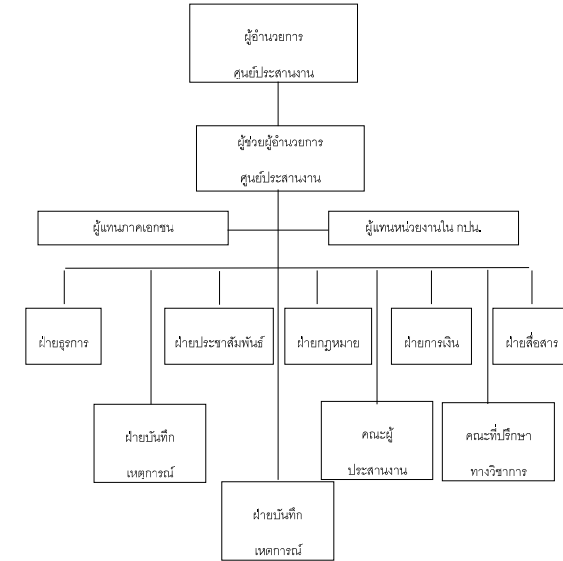 ผู้อำนวยการ
ศูนย์ประสานงาน
ผู้ช่วยผู้อำนวยการ
ศูนย์ประสานงาน
ผู้แทนภาคเอกชน
ผู้แทนหน่วยงานใน กปน.
ฝ่ายธุรการ
ฝ่ายประชาสัมพันธ์
ฝ่ายกฎหมาย
ฝ่ายการเงิน
ฝ่ายสื่อสาร
ฝ่ายบันทึก
เหตุการณ์
คณะผู้
ประสานงาน
คณะที่ปรึกษา
ทางวิชาการ
ฝ่ายบันทึก
เหตุการณ์